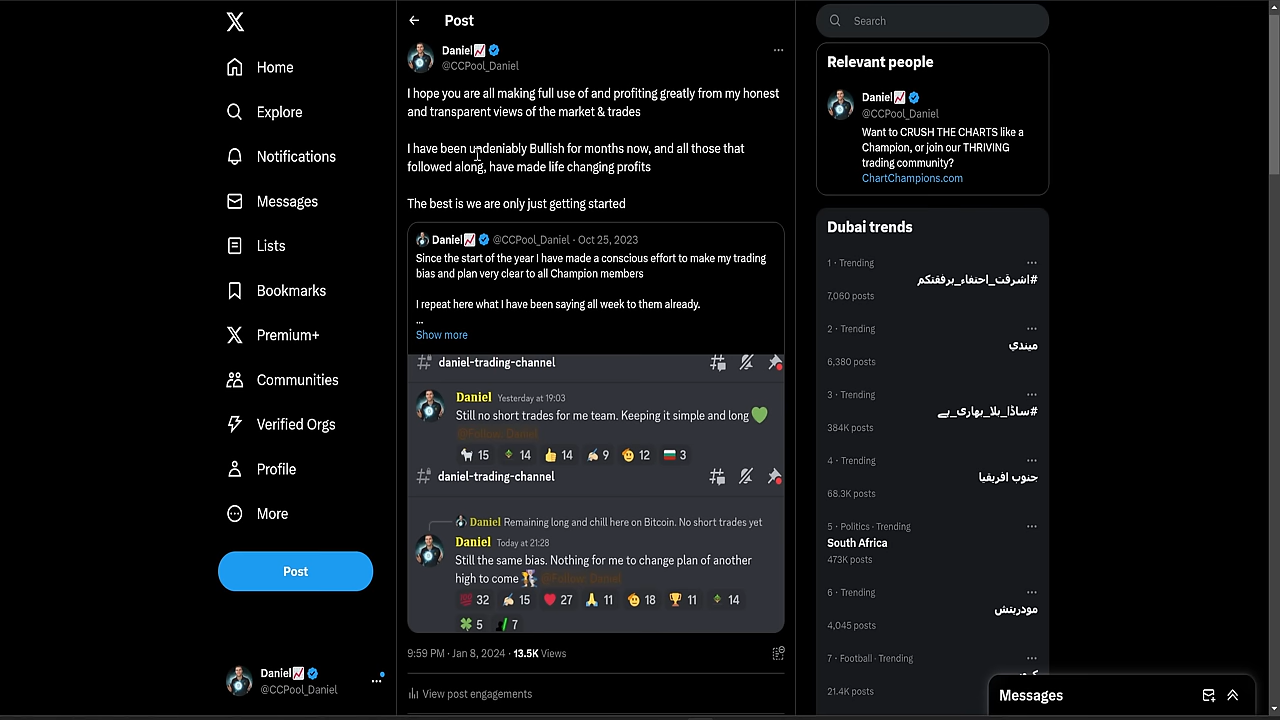 Home
Explore
Notifications
Messages
Lists
Bookmarks
Premium+
Communities
Verified Orgs
Profile
More
Post
Daniel
@CCPool_Daniel
Post
Daniel
@CCPool_Daniel
I hope you are all making full use of and profiting greatly from my honest
and transparent views of the market & trades
I have been undeniably Bullish for months now, and all those that
followed along, have made life changing profits
The best is we are only just getting started
Daniel @CCPool_Daniel · Oct 25, 2023
Since the start of the year I have made a conscious effort to make my trading
bias and plan very clear to all Champion members
I repeat here what I have been saying all week to them already.
...
Show more
daniel-trading-channel
Daniel Yesterday at 19:03
Still no short trades for me team. Keeping it simple and long
@Follow: Daniel
15 14 14 9 12 3
daniel-trading-channel
Daniel Remaining long and chill here on Bitcoin. No short trades yet
Daniel Today at 21:28
Still the same bias. Nothing for me to change plan of another
high to come @Follow: Daniel
32 15 27 11 18 11 14
5 7
9:59 PM · Jan 8, 2024 · 13.5K Views
View post engagements
Search
Relevant people
Daniel
@CCPool_Daniel
Want to CRUSH THE CHARTS like a
Champion, or join our THRIVING
trading community?
ChartChampions.com
Dubai trends
1 · Trending
#اشرقت_احتفاء_برفقتكم
7,060 posts
2 · Trending
ميندي
6,380 posts
3 · Trending
#ساڈا_بلا_بھاری_ہے
384K posts
4 · Trending
جنوب افريقيا
68.3K posts
5 · Politics · Trending
South Africa
473K posts
6 · Trending
مودريتش
4,045 posts
7 · Football · Trending
21.4K posts
Messages